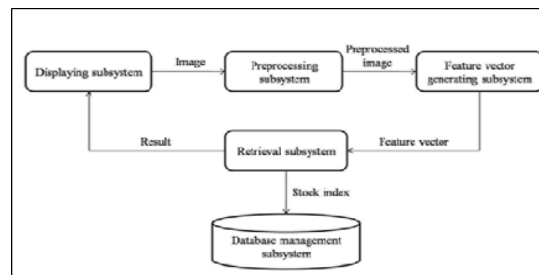 Displaying subsystem
Image
Preprocessing
subsystem
Preprocessed
image
Feature vector
generating subsystem
Result
Retrieval subsystem
Feature vector
Stock index
Database management
subsystem